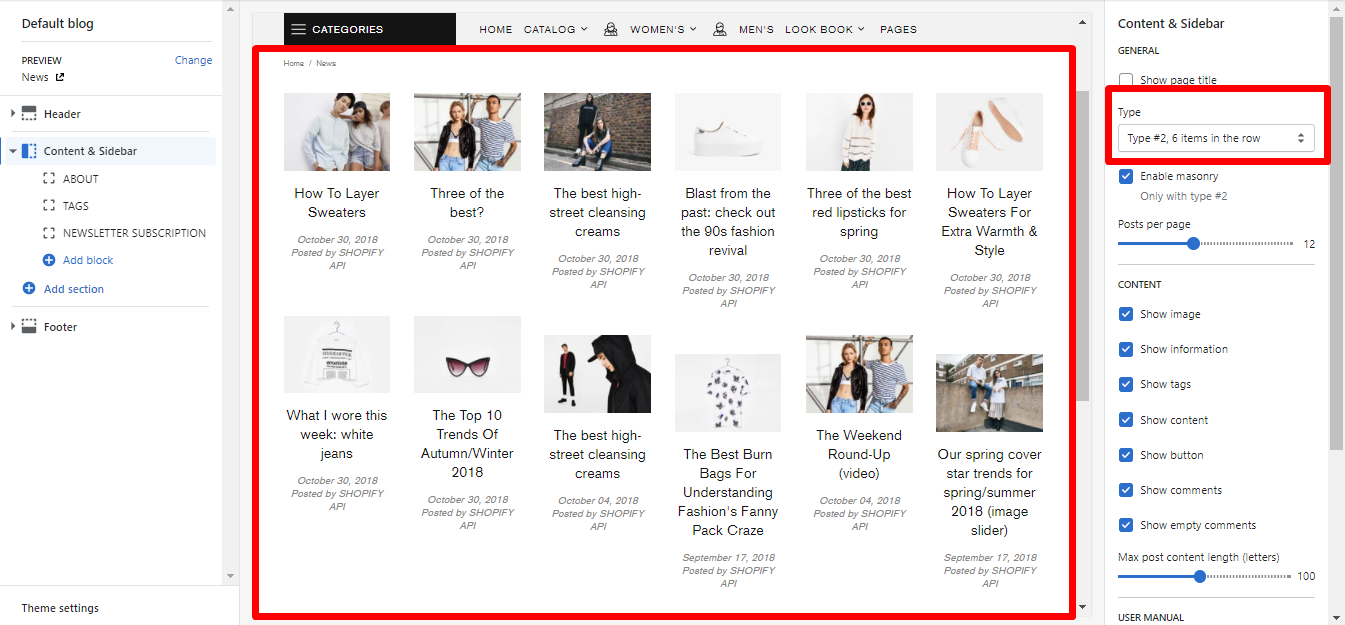 Default blog
PREVIEW
Change
News
Header
Content & Sidebar
ABOUT
TAGS
NEWSLETTER SUBSCRIPTION
Add block
Add section
Footer
Theme settings
CATEGORIES
HOME CATALOG WOMEN'S MEN'S LOOK BOOK PAGES
Home / News
How To Layer
Sweaters
October 30, 2018
Posted by SHOPIFY
API
Three of the
best?
October 30, 2018
Posted by SHOPIFY
API
The best high-
street cleansing
creams
October 30, 2018
Posted by SHOPIFY
API
Blast from the
past: check out
the 90s fashion
revival
October 30, 2018
Posted by SHOPIFY
API
Three of the best
red lipsticks for
spring
October 30, 2018
Posted by SHOPIFY
API
How To Layer
Sweaters For
Extra Warmth &
Style
October 30, 2018
Posted by SHOPIFY
API
What I wore this
week: white
jeans
October 30, 2018
Posted by SHOPIFY
API
The Top 10
Trends Of
Autumn/Winter
2018
October 30, 2018
Posted by SHOPIFY
API
The best high-
street cleansing
creams
October 04, 2018
Posted by SHOPIFY
API
The Best Burn
Bags For
Understanding
Fashion's Fanny
Pack Craze
September 17, 2018
Posted by SHOPIFY
API
The Weekend
Round-Up
(video)
October 04, 2018
Posted by SHOPIFY
API
Our spring cover
star trends for
spring/summer
2018 (image
slider)
September 17, 2018
Posted by SHOPIFY
API
Content & Sidebar
GENERAL
Show page title
Type
Type #2, 6 items in the row
Enable masonry
Only with type #2
Posts per page
12
CONTENT
Show image
Show information
Show tags
Show content
Show button
Show comments
Show empty comments
Max post content length (letters)
100
USER MANUAL